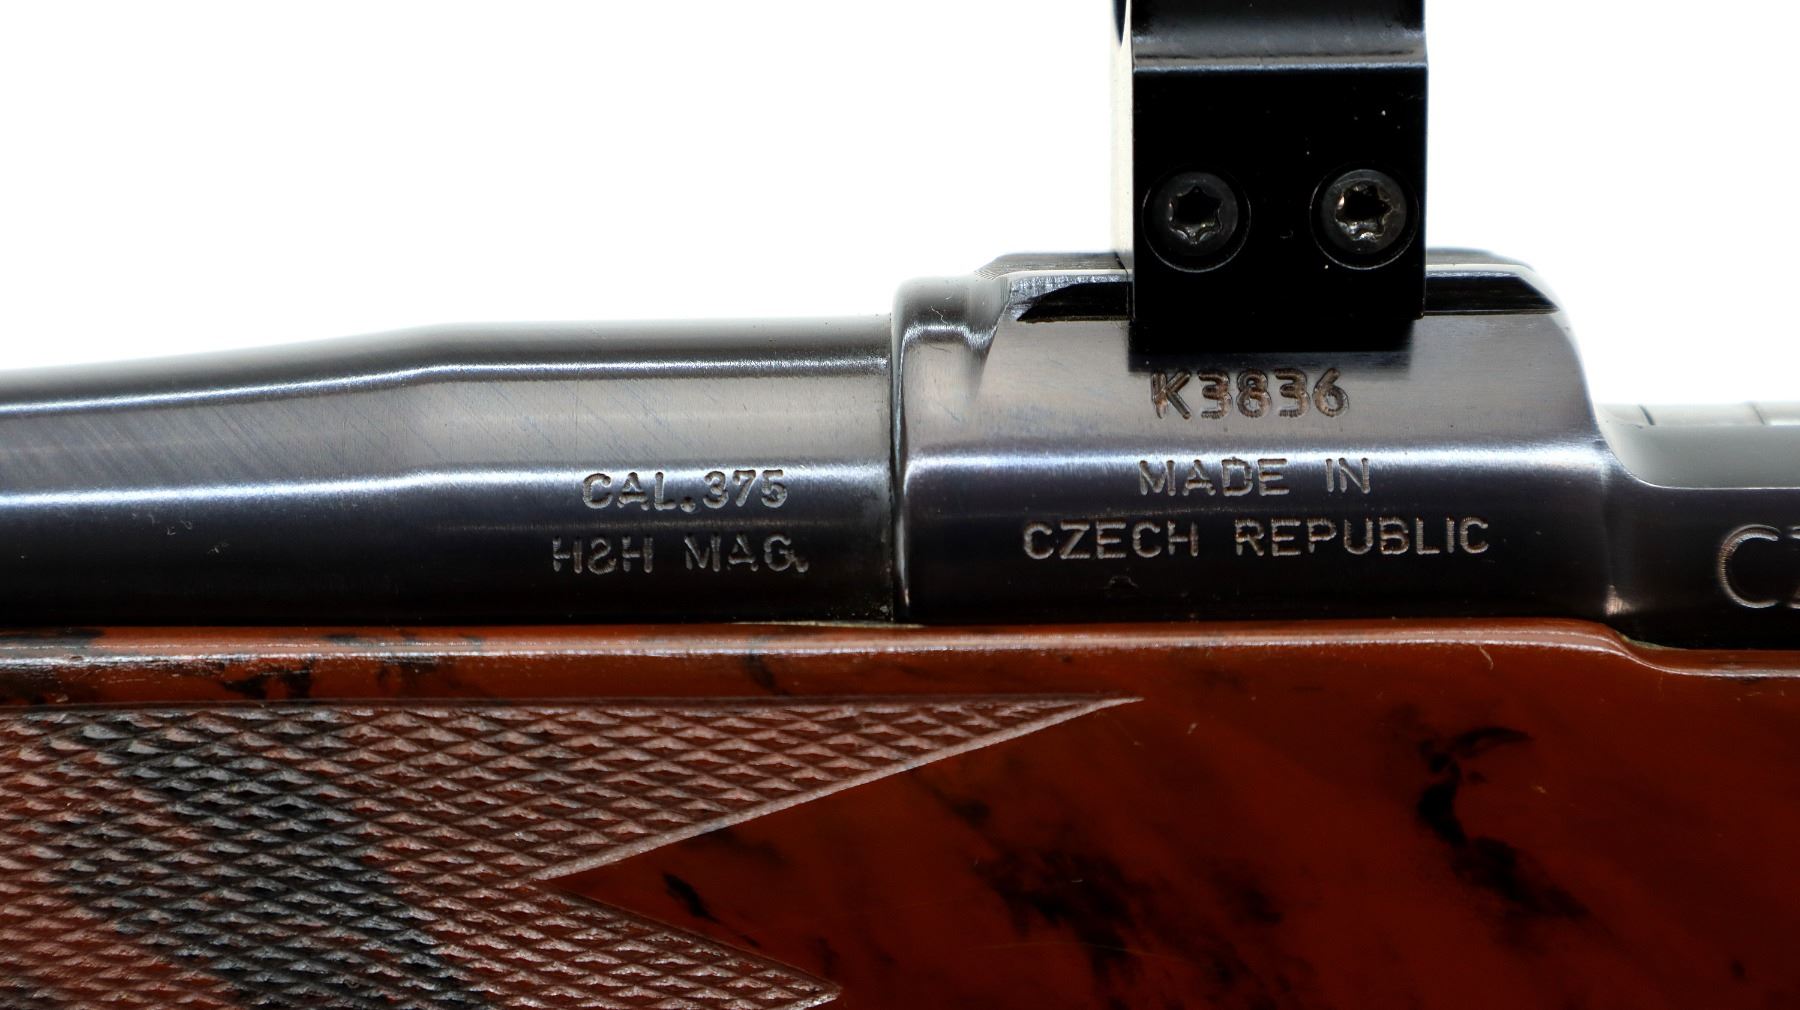 CAL.375
H&H MAG.
K3836
MADE IN
CZECH REPUBLIC